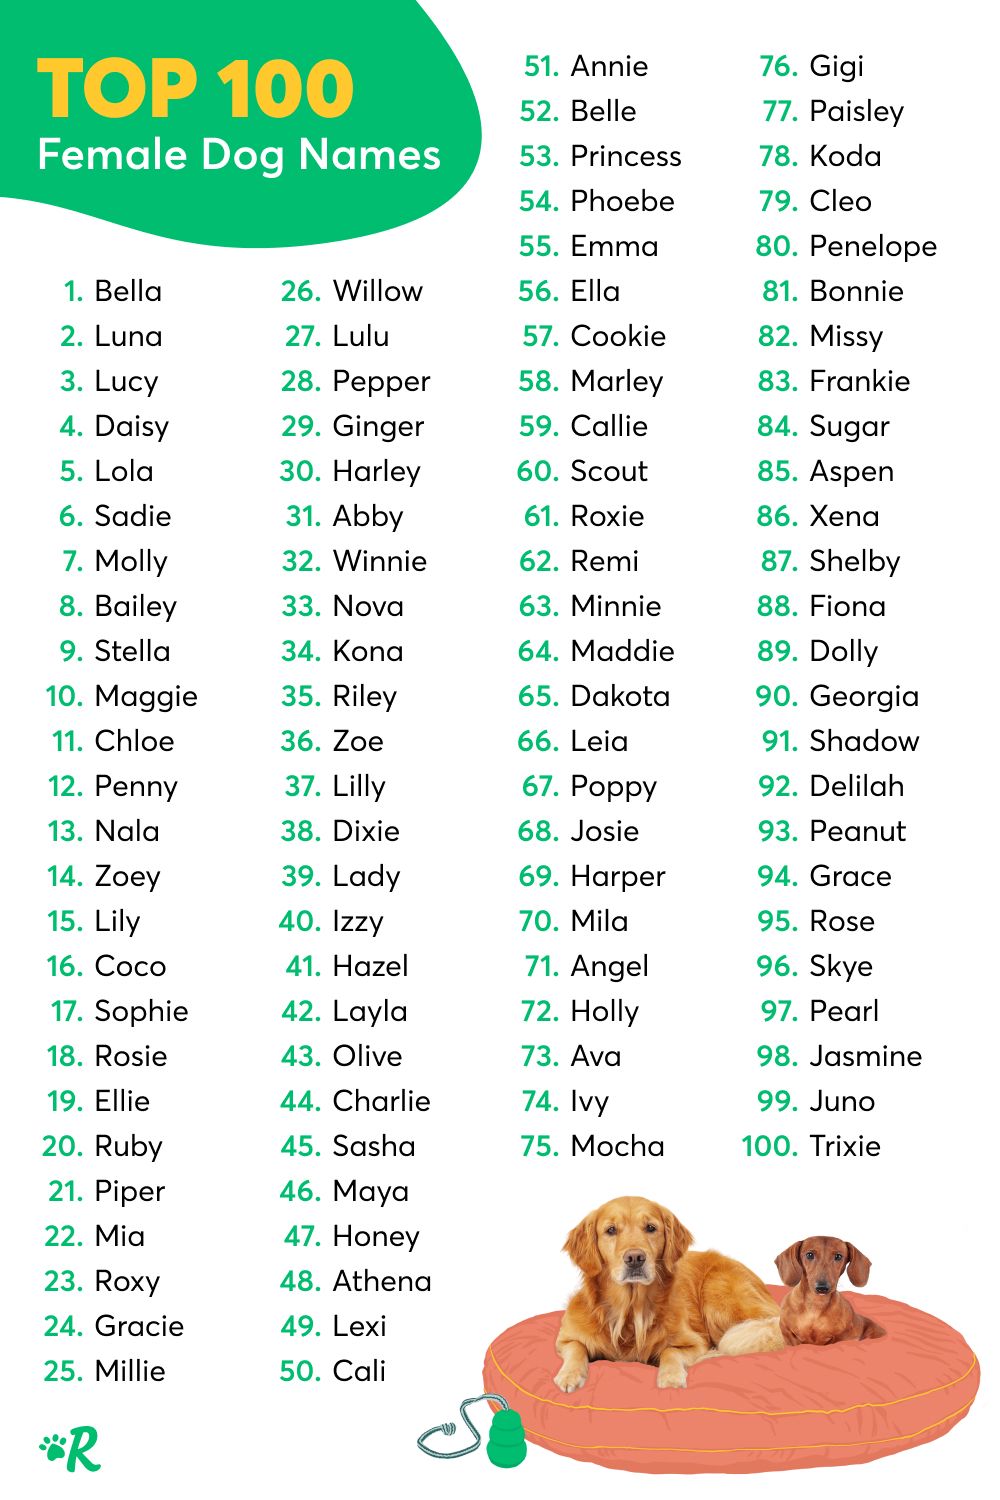 TOP 100
Female Dog Names
1. Bella
2. Luna
3. Lucy
4. Daisy
5. Lola
6. Sadie
7. Molly
8. Bailey
9. Stella
10. Maggie
11. Chloe
12. Penny
13. Nala
14. Zoey
15. Lily
16. Coco
17. Sophie
18. Rosie
19. Ellie
20. Ruby
21. Piper
22. Mia
23. Roxy
24. Gracie
25. Millie
26. Willow
27. Lulu
28. Pepper
29. Ginger
30. Harley
31. Abby
32. Winnie
33. Nova
34. Kona
35. Riley
36. Zoe
37. Lilly
38. Dixie
39. Lady
40. Izzy
41. Hazel
42. Layla
43. Olive
44. Charlie
45. Sasha
46. Maya
47. Honey
48. Athena
49. Lexi
50. Cali
51. Annie
52. Belle
53. Princess
54. Phoebe
55. Emma
56. Ella
57. Cookie
58. Marley
59. Callie
60. Scout
61. Roxie
62. Remi
63. Minnie
64. Maddie
65. Dakota
66. Leia
67. Poppy
68. Josie
69. Harper
70. Mila
71. Angel
72. Holly
73. Ava
74. Ivy
75. Mocha
76. Gigi
77. Paisley
78. Koda
79. Cleo
80. Penelope
81. Bonnie
82. Missy
83. Frankie
84. Sugar
85. Aspen
86. Xena
87. Shelby
88. Fiona
89. Dolly
90. Georgia
91. Shadow
92. Delilah
93. Peanut
94. Grace
95. Rose
96. Skye
97. Pearl
98. Jasmine
99. Juno
100. Trixie
R